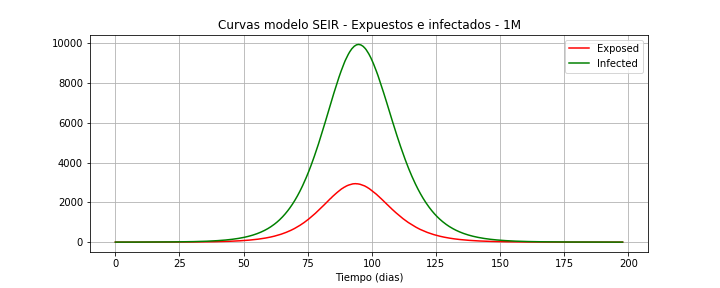 Curvas modelo SEIR - Expuestos e infectados - 1M
Exposed
Infected
10000
8000
6000
4000
2000
0
0 25 50 75 100 125 150 175 200
Tiempo (dias)